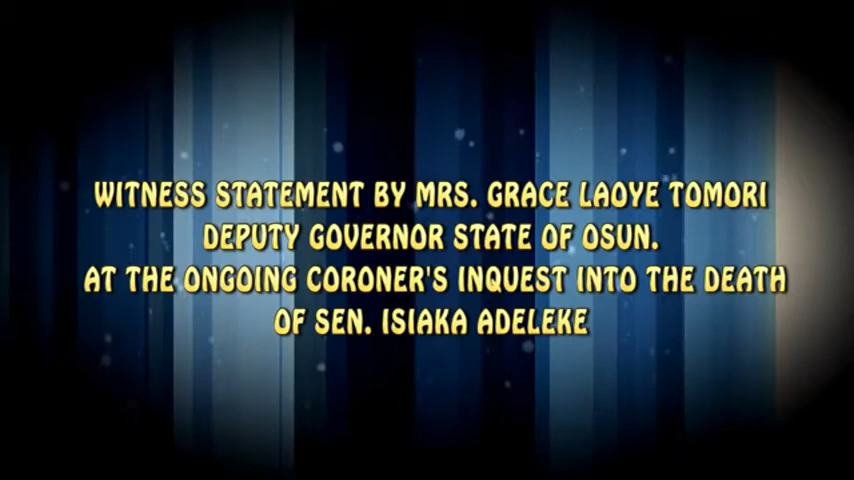 WITNESS STATEMENT BY MRS. GRACE LAOYE TOMORI
DEPUTY GOVERNOR STATE OF OSUN.
AT THE ONGOING CORONER'S INQUEST INTO THE DEATH
OF SEN. ISIAKA ADELEKE